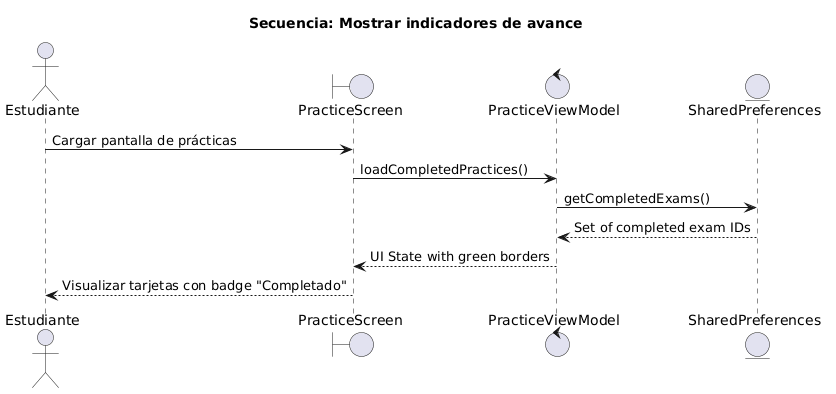 Secuencia: Mostrar indicadores de avance
Estudiante
PracticeScreen
PracticeViewModel
SharedPreferences
Cargar pantalla de prácticas
loadCompletedPractices()
getCompletedExams()
Set of completed exam IDs
UI State with green borders
Visualizar tarjetas con badge "Completado"
Estudiante
PracticeScreen
PracticeViewModel
SharedPreferences